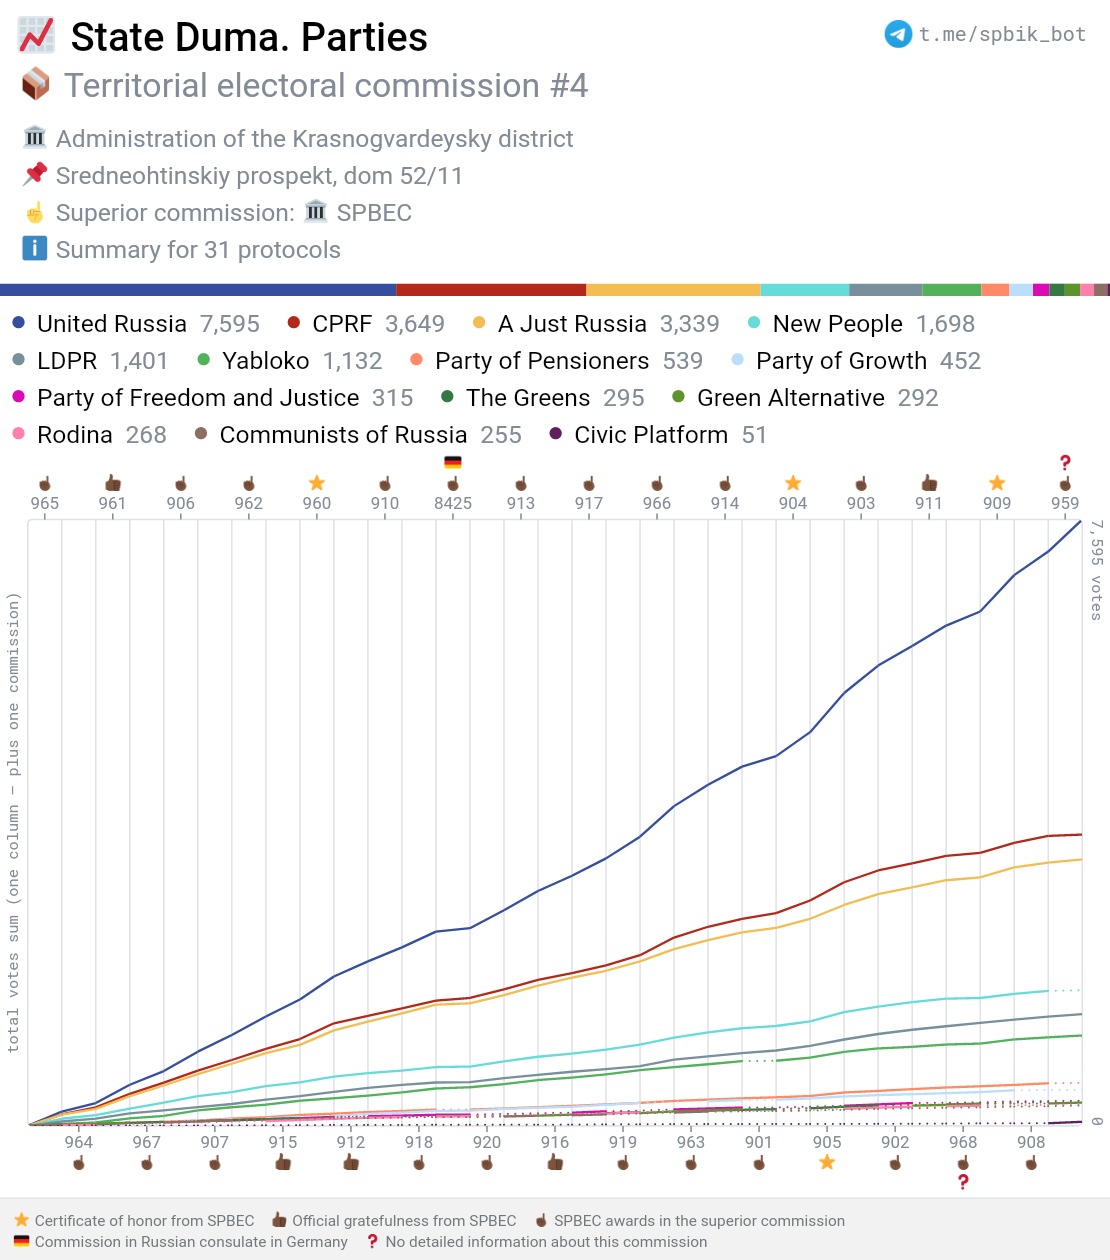 State Duma. Parties
t.me/spbik_bot
Territorial electoral commission #4
Administration of the Krasnogvardeysky district
Sredneohtinskiy prospekt, dom 52/11
Superior commission: SPBEC
Summary for 31 protocols
United Russia 7,595 CPRF 3,649 A Just Russia 3,339 New People 1,698
LDPR 1,401 Yabloko 1,132 Party of Pensioners 539 Party of Growth 452
Party of Freedom and Justice 315 The Greens 295 Green Alternative 292
Rodina 268 Communists of Russia 255 Civic Platform 51
965 961 906 962 960 910 8425 913 917 966 914 904 903 911 909 959
7,595 votes
total votes sum (one column – plus one commission)
0
964 967 907 915 912 918 920 916 919 963 901 905 902 968 908
Certificate of honor from SPBEC Official gratefulness from SPBEC SPBEC awards in the superior commission
Commission in Russian consulate in Germany No detailed information about this commission